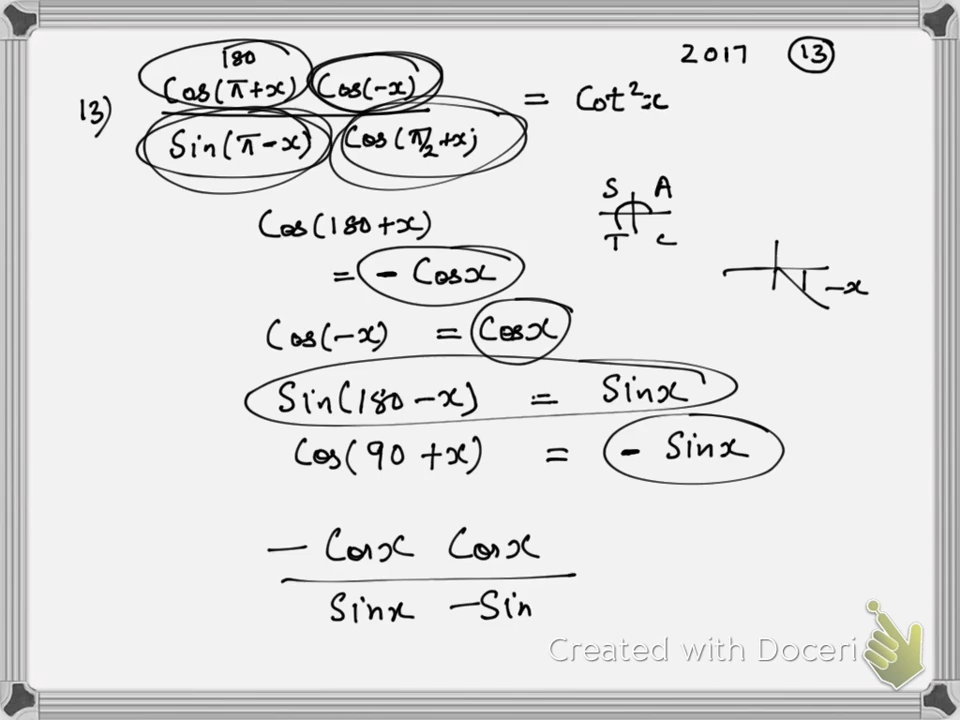 2017 13
180
13) Cos(π+x) Cos(-x) = Cot²x
Sin(π-x) Cos(π/2+x)
S A
T C
Cos(180+x)
= - Cosx
-x
Cos(-x) = Cosx
Sin(180-x) = Sinx
Cos(90+x) = - Sinx
- Cosx Cosx
Sinx -Sin
Created with Doceri